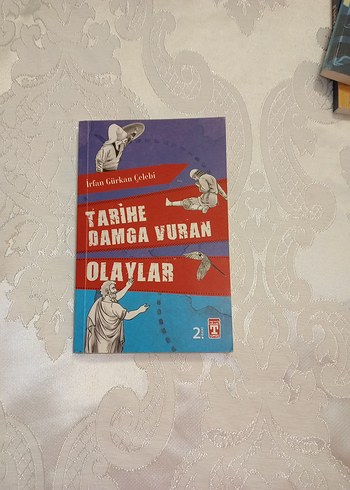 İrfan Gürkan Çelebi
TARİHE
DAMGA VURAN
OLAYLAR
2.